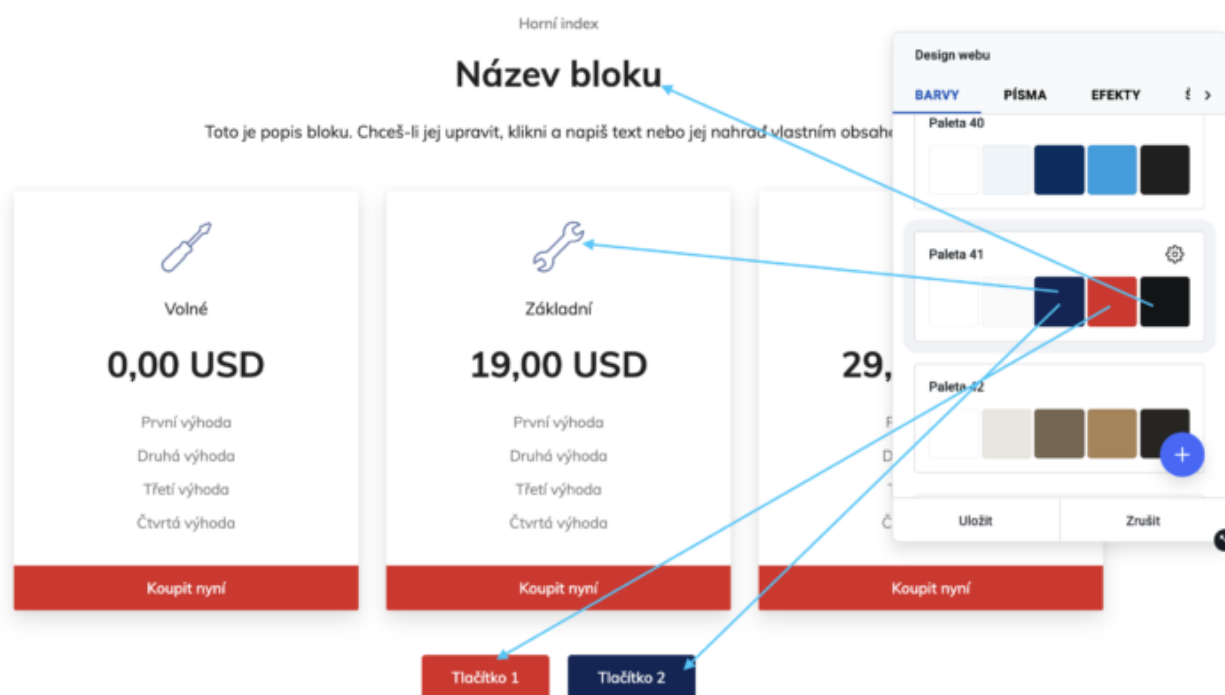 Horní index
Název bloku
Toto je popis bloku. Chceš-li jej upravit, klikni a napiš text nebo jej nahraď vlastním
Volné
0,00 USD
První výhoda
Druhá výhoda
Třetí výhoda
Čtvrtá výhoda
Koupit nyní
Základní
19,00 USD
První výhoda
Druhá výhoda
Třetí výhoda
Čtvrtá výhoda
Koupit nyní
29,
Koupit nyní
Tlačítko 1
Tlačítko 2
Design webu
BARVY PÍSMA EFEKTY
Paleta 40
Paleta 41
Paleta 42
Uložit
Zrušit